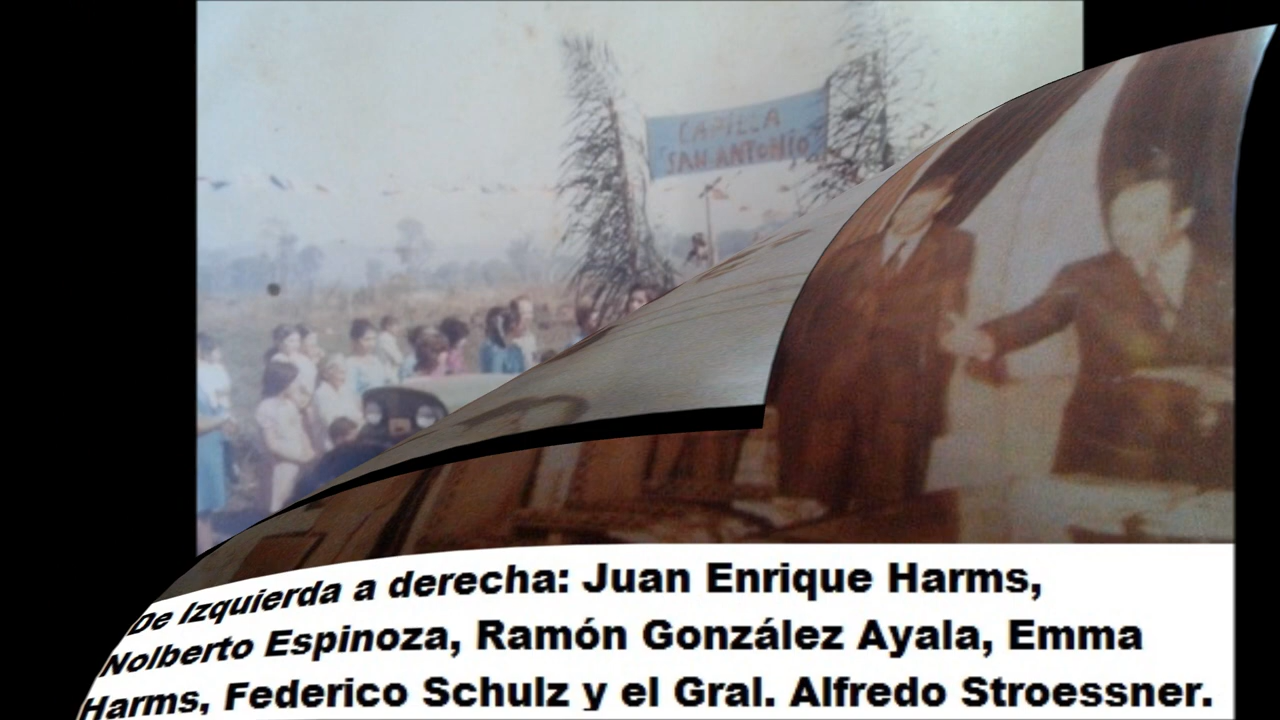 CAPILLA
SAN ANTONIO
De Izquierda a derecha: Juan Enrique Harms,
Nolberto Espinoza, Ramón González Ayala, Emma
Harms, Federico Schulz y el Gral. Alfredo Stroessner.